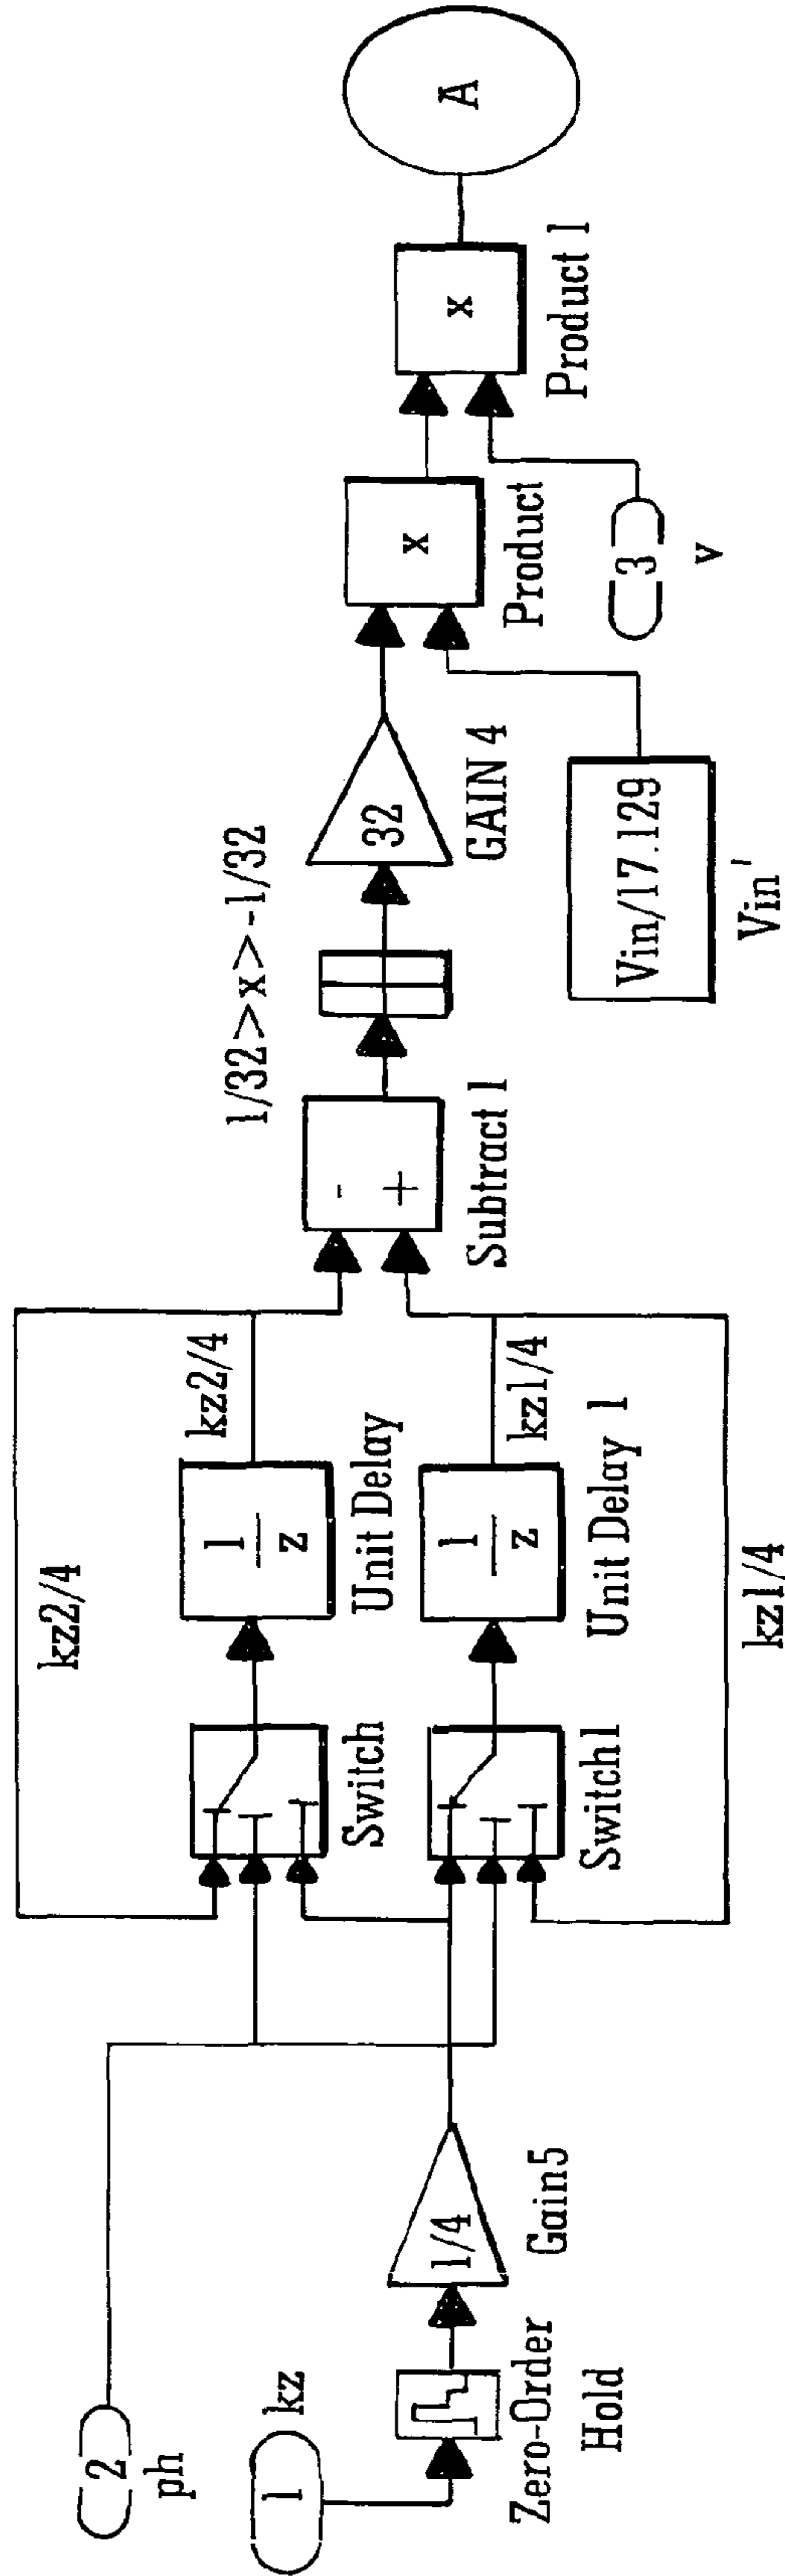 2
ph
1
kz
Zero-Order
Hold
1/4
Gain5
kz2/4
Switch
Switch1
1
z
Unit Delay
kz2/4
1
z
Unit Delay 1
kz1/4
kz1/4
-
+
Subtract 1
1/32>x>-1/32
32
GAIN 4
Vin/17.129
Vin'
x
Product
3
v
x
Product 1
A